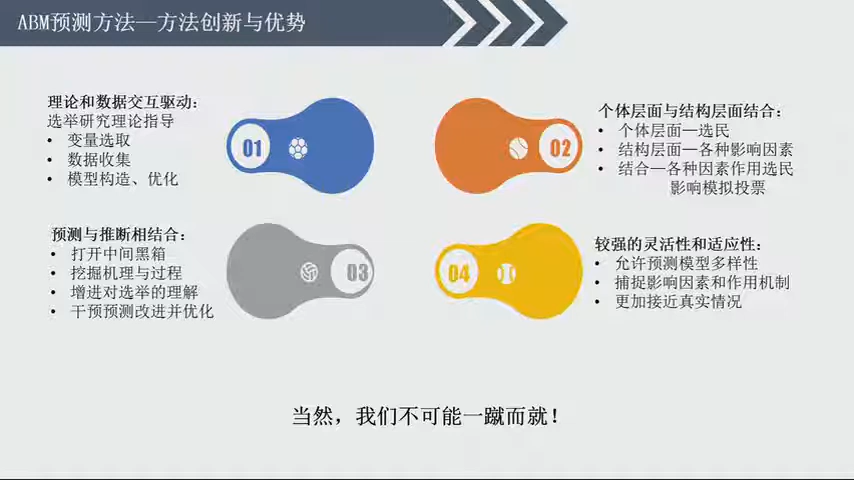 ABM预测方法—方法创新与优势
理论和数据交互驱动：
选举研究理论指导
• 变量选取
• 数据收集
• 模型构造、优化
01
02
个体层面与结构层面结合：
• 个体层面—选民
• 结构层面—各种影响因素
• 结合—各种因素作用选民
影响模拟投票
预测与推断相结合：
• 打开中间黑箱
• 挖掘机理与过程
• 增进对选举的理解
• 干预预测改进并优化
03
04
较强的灵活性和适应性：
• 允许预测模型多样性
• 捕捉影响因素和作用机制
• 更加接近真实情况
当然，我们不可能一蹴而就！